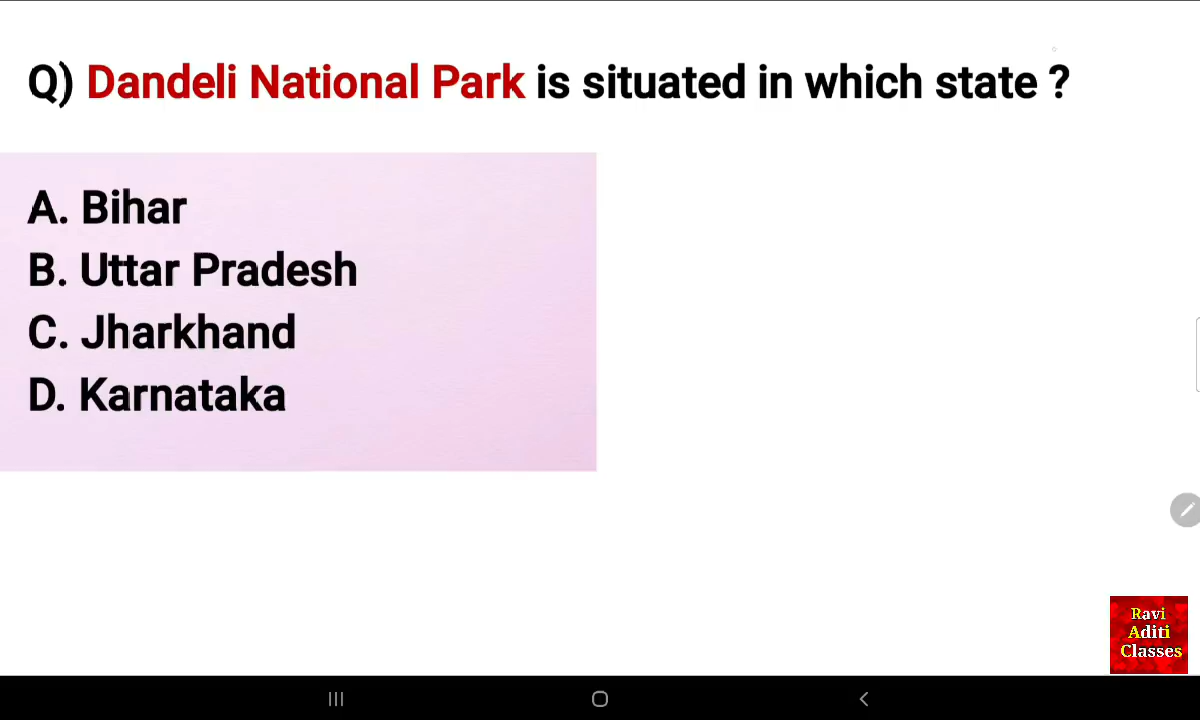 Q) Dandeli National Park is situated in which state ?
A. Bihar
B. Uttar Pradesh
C. Jharkhand
D. Karnataka
Ravi
Aditi
Classes